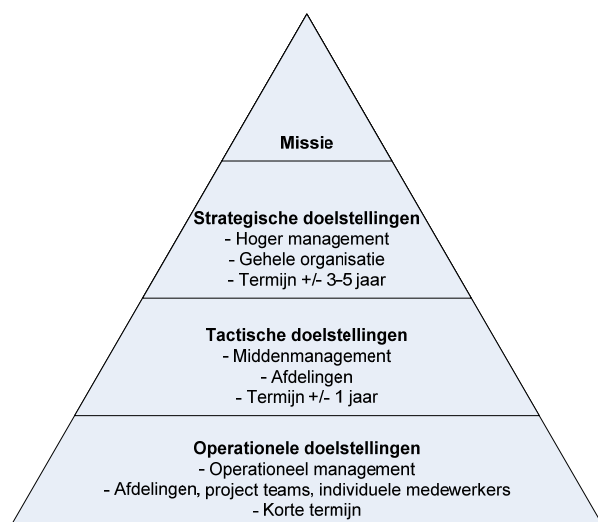 Missie
Strategische doelstellingen
- Hoger management
- Gehele organisatie
- Termijn +/- 3-5 jaar
Tactische doelstellingen
- Middenmanagement
- Afdelingen
- Termijn +/- 1 jaar
Operationele doelstellingen
- Operationeel management
- Afdelingen, project teams, individuele medewerkers
- Korte termijn